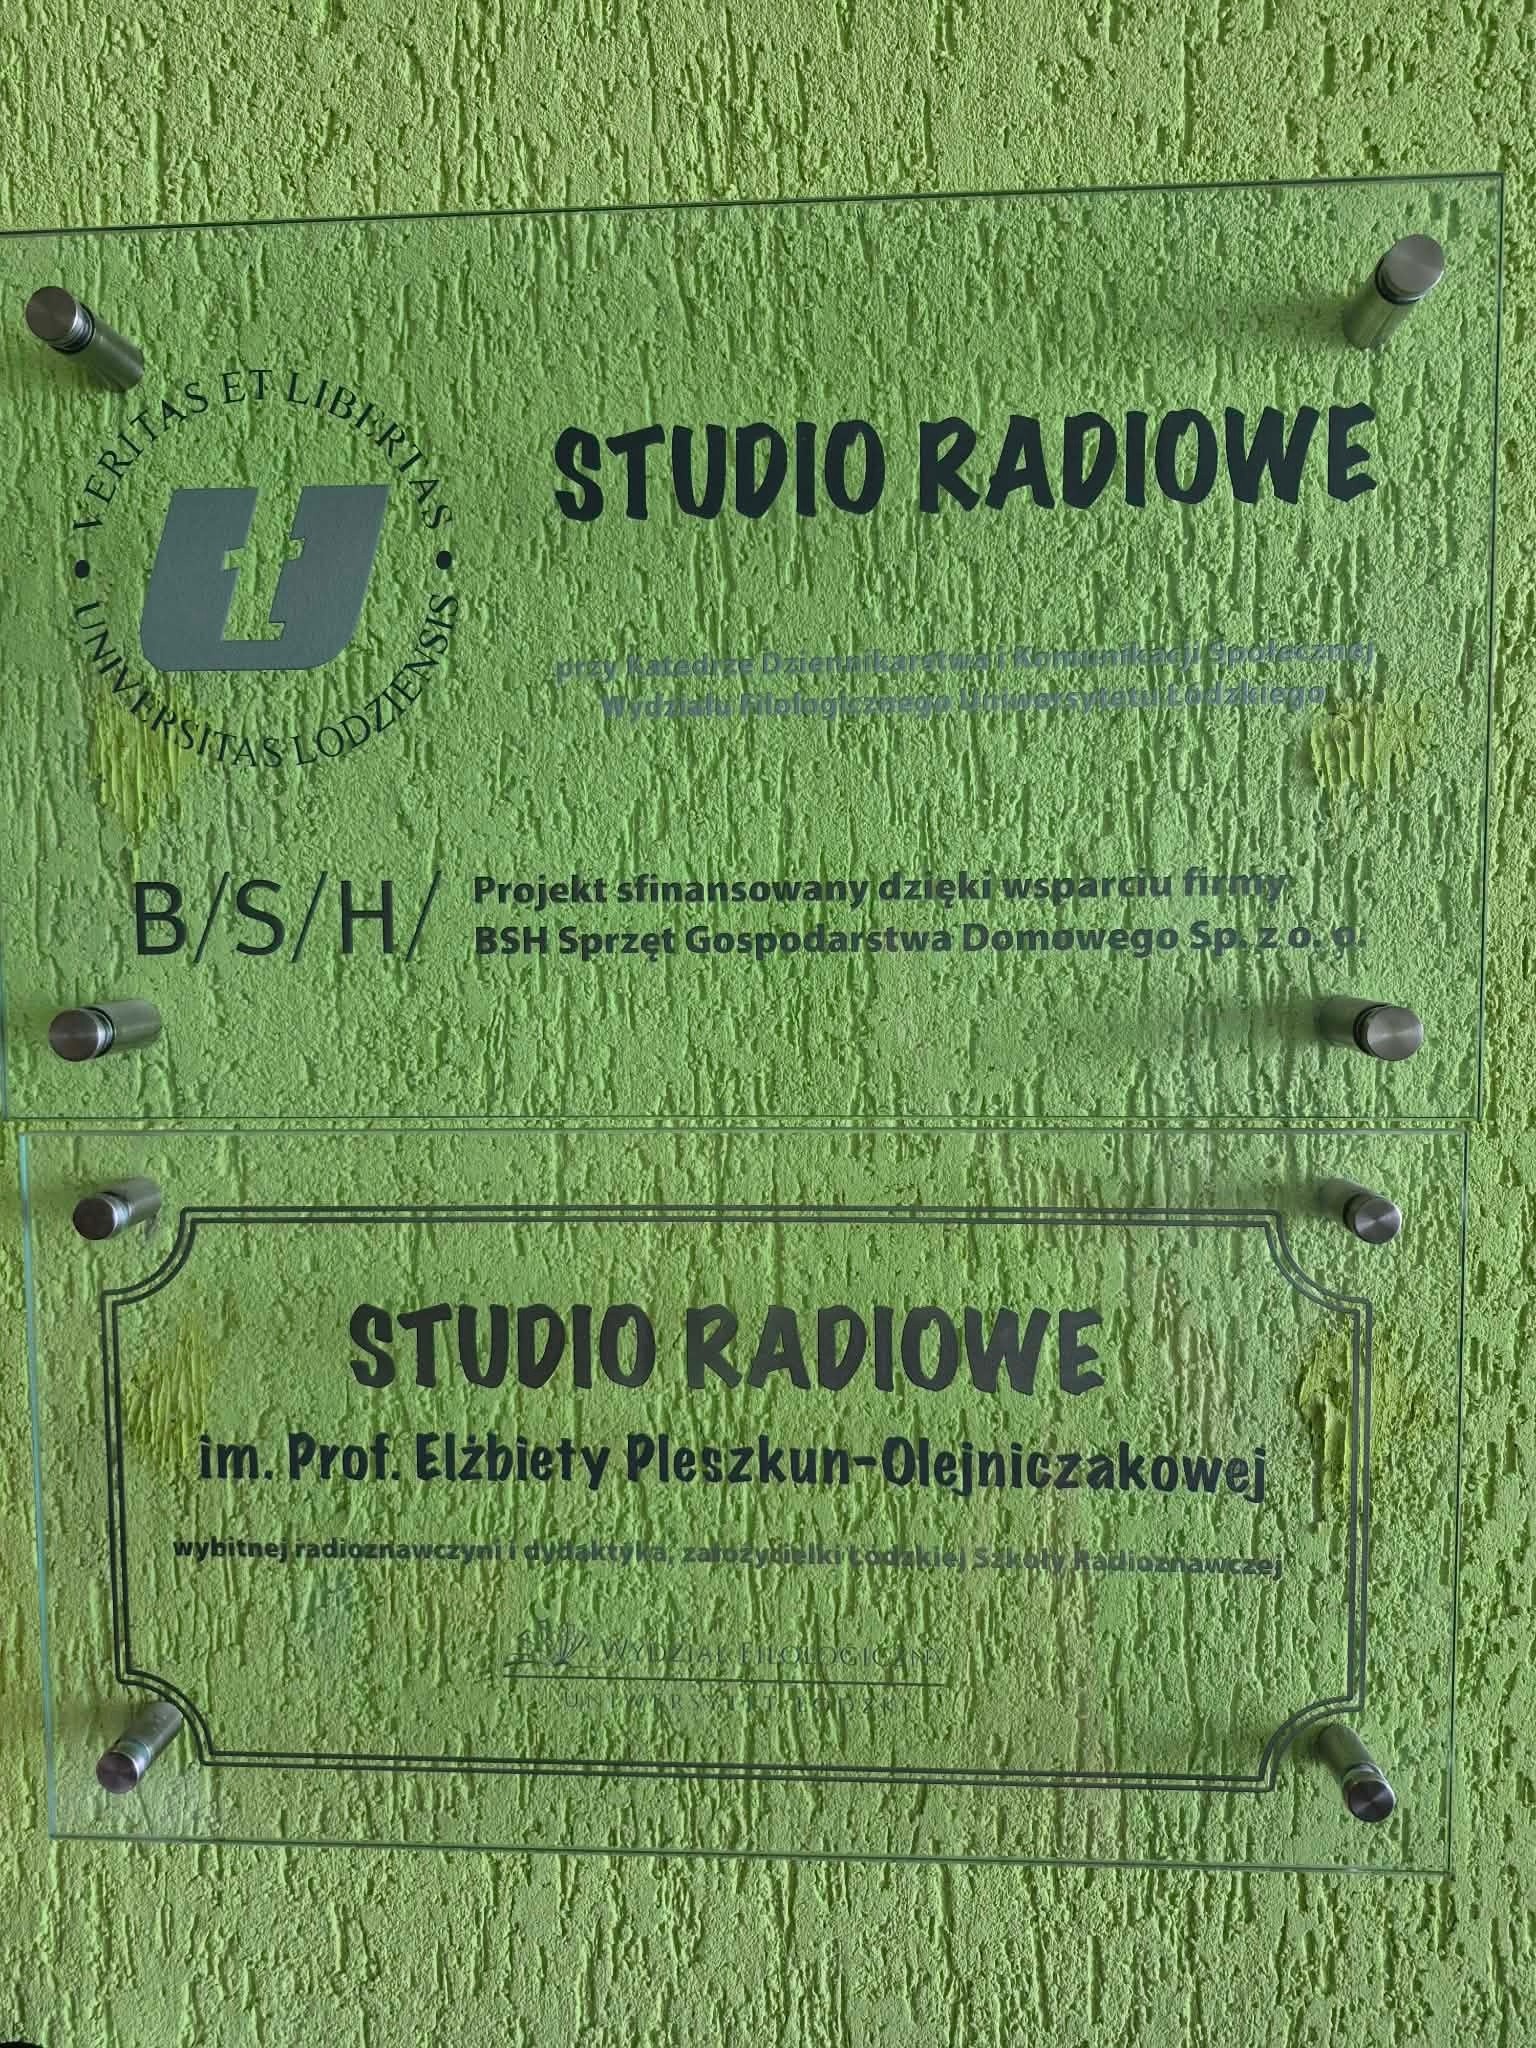 VERITAS ET LIBERTAS
UNIVERSITAS LODZIENSIS
STUDIO RADIOWE
przy Katedrze Dziennikarstwa i Komunikacji Społecznej
Wydziału Filologicznego Uniwersytetu Łódzkiego
B/S/H/
Projekt sfinansowany dzięki wsparciu firmy
BSH Sprzęt Gospodarstwa Domowego Sp. z o. o.
STUDIO RADIOWE
im. Prof. Elżbiety Pleszkun-Olejniczakowej
wybitnej radioznawczyni i dydaktyka, założycielki Łódzkiej Szkoły Radioznawczej
WYDZIAŁ FILOLOGICZNY
UNIWERSYTET ŁÓDZKI